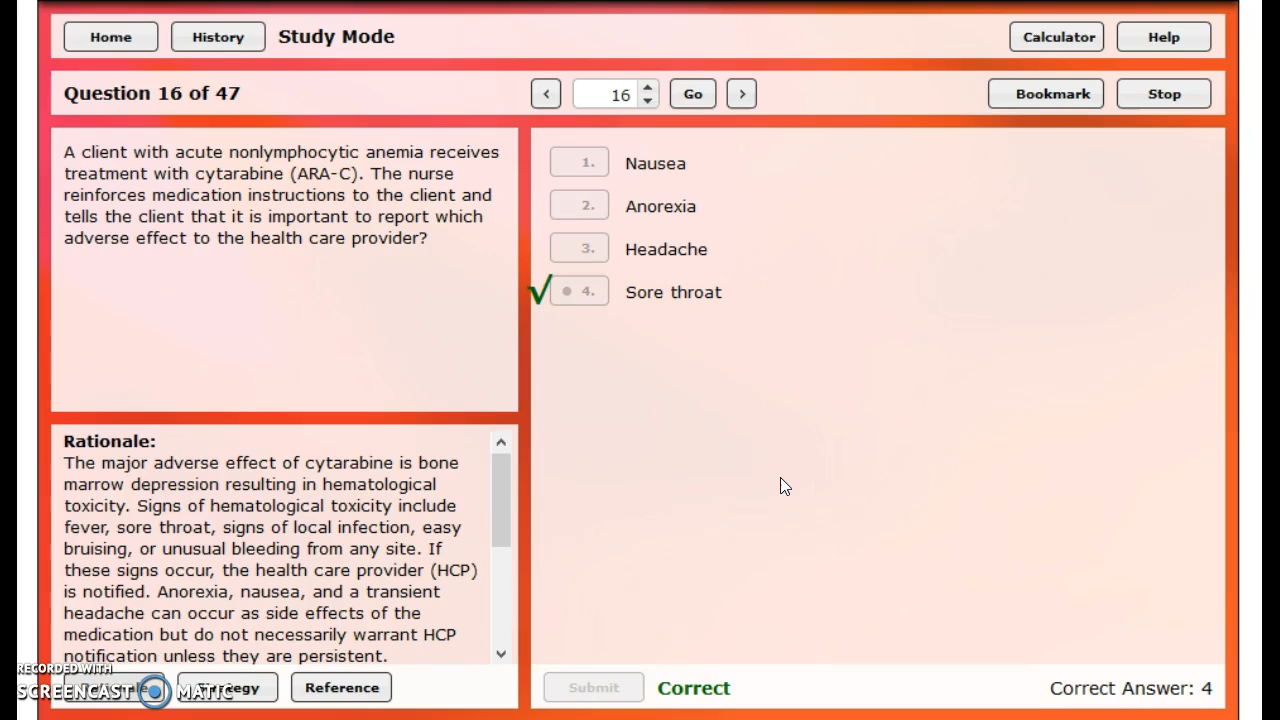 Home History Study Mode Calculator Help
Question 16 of 47 < 16 Go > Bookmark Stop
A client with acute nonlymphocytic anemia receives
treatment with cytarabine (ARA-C). The nurse
reinforces medication instructions to the client and
tells the client that it is important to report which
adverse effect to the health care provider?
1. Nausea
2. Anorexia
3. Headache
√ 4. Sore throat
Rationale:
The major adverse effect of cytarabine is bone
marrow depression resulting in hematological
toxicity. Signs of hematological toxicity include
fever, sore throat, signs of local infection, easy
bruising, or unusual bleeding from any site. If
these signs occur, the health care provider (HCP)
is notified. Anorexia, nausea, and a transient
headache can occur as side effects of the
medication but do not necessarily warrant HCP
notification unless they are persistent.
RECORDED WITH
SCREENCAST MATIC
Strategy Reference Submit Correct Correct Answer: 4